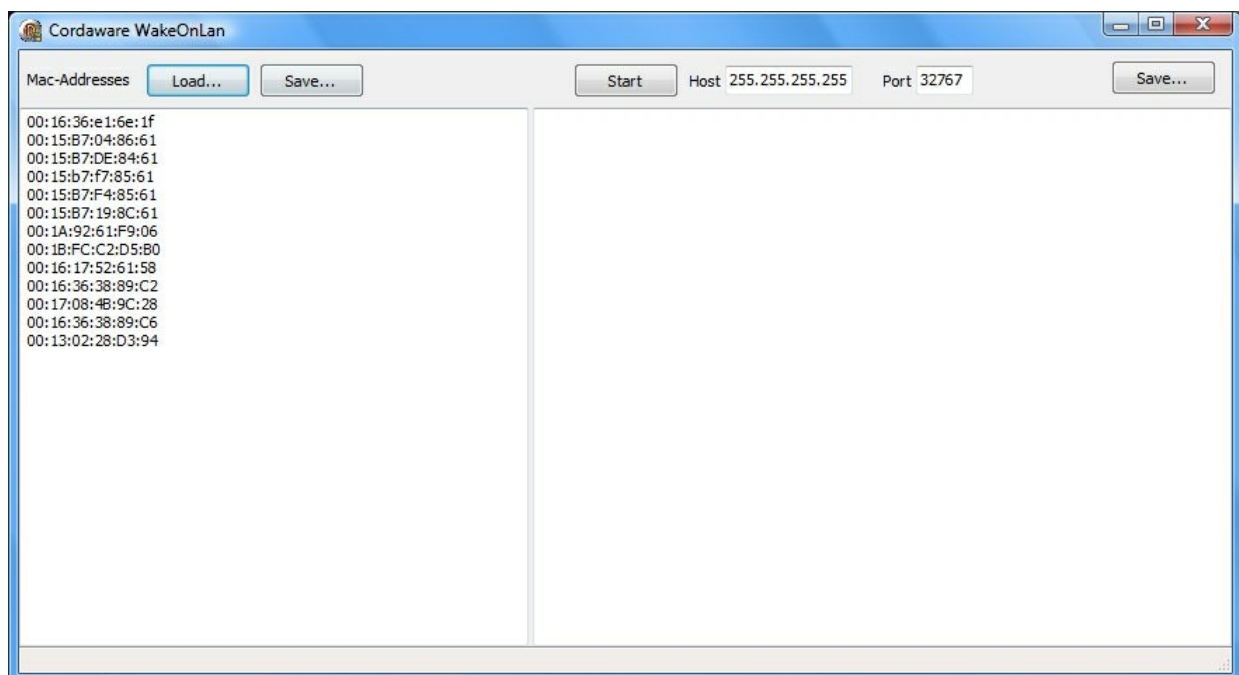 Cordaware WakeOnLan
Mac-Addresses Load... Save... Start Host 255.255.255.255 Port 32767 Save...
00:16:36:e1:6e:1f
00:15:B7:04:86:61
00:15:B7:DE:84:61
00:15:b7:f7:85:61
00:15:B7:F4:85:61
00:15:B7:19:8C:61
00:1A:92:61:F9:06
00:1B:FC:C2:D5:B0
00:16:17:52:61:58
00:16:36:38:89:C2
00:17:08:4B:9C:28
00:16:36:38:89:C6
00:13:02:28:D3:94